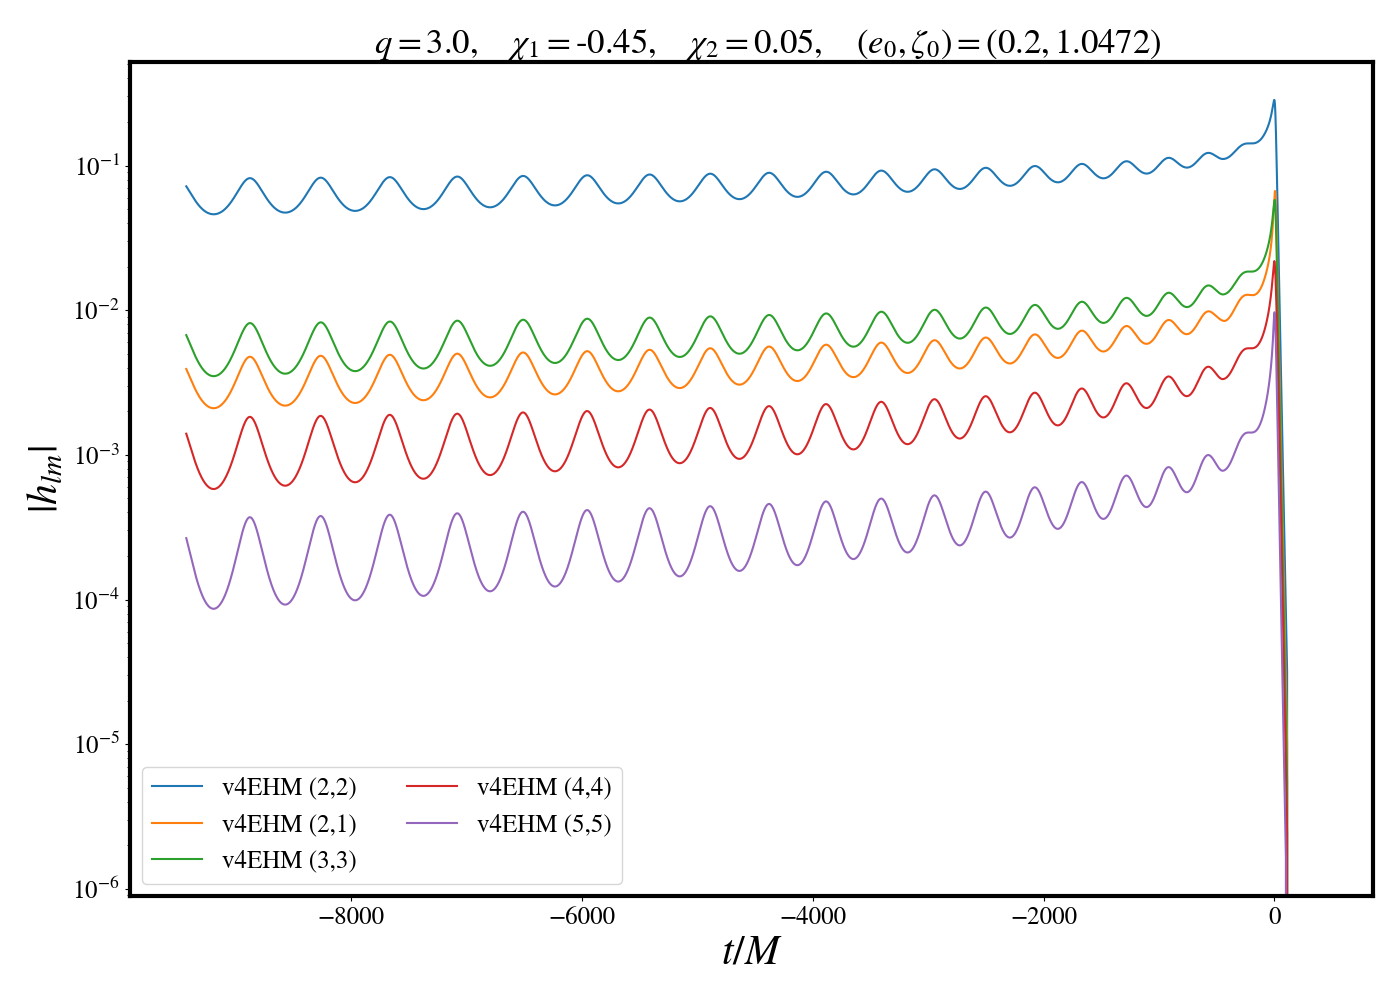 q = 3.0, χ₁ = -0.45, χ₂ = 0.05, (e₀, ζ₀) = (0.2, 1.0472)
|hₗₘ|
10⁻¹
10⁻²
10⁻³
10⁻⁴
10⁻⁵
10⁻⁶
v4EHM (2,2)
v4EHM (2,1)
v4EHM (3,3)
v4EHM (4,4)
v4EHM (5,5)
−8000 −6000 −4000 −2000 0
t/M